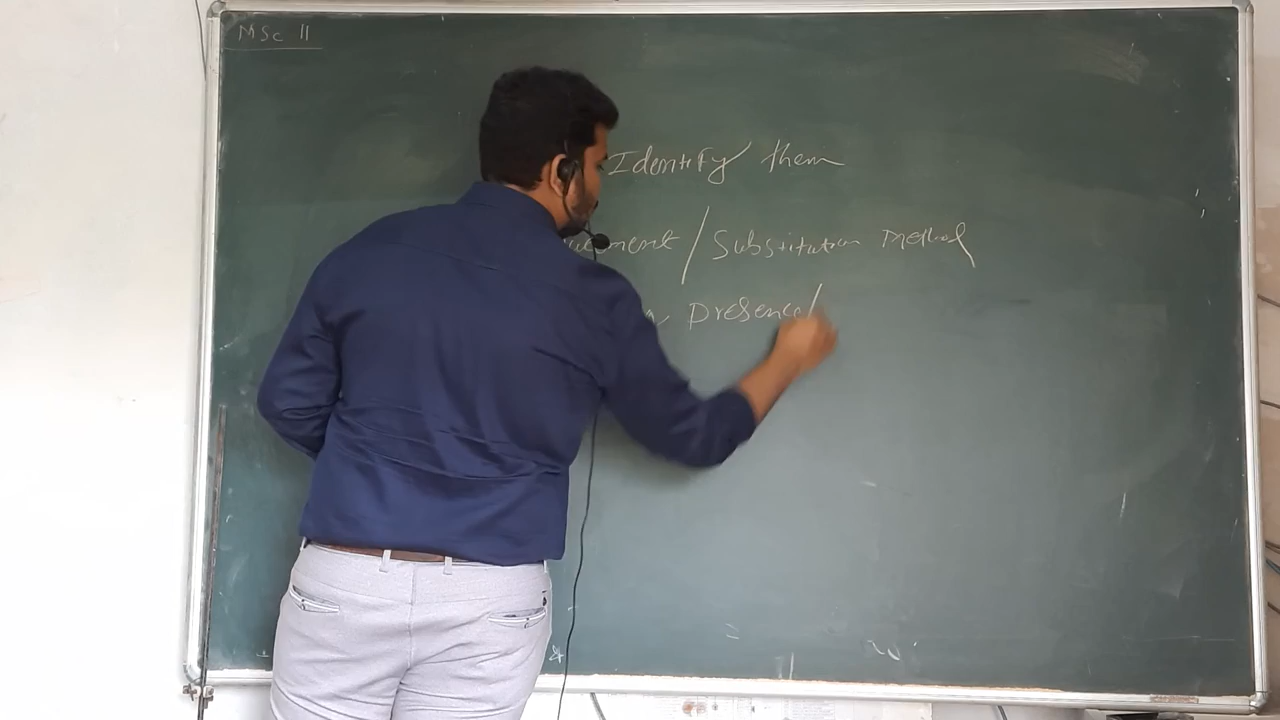 MSc II
Identify them
/Substitution Method
Presence/